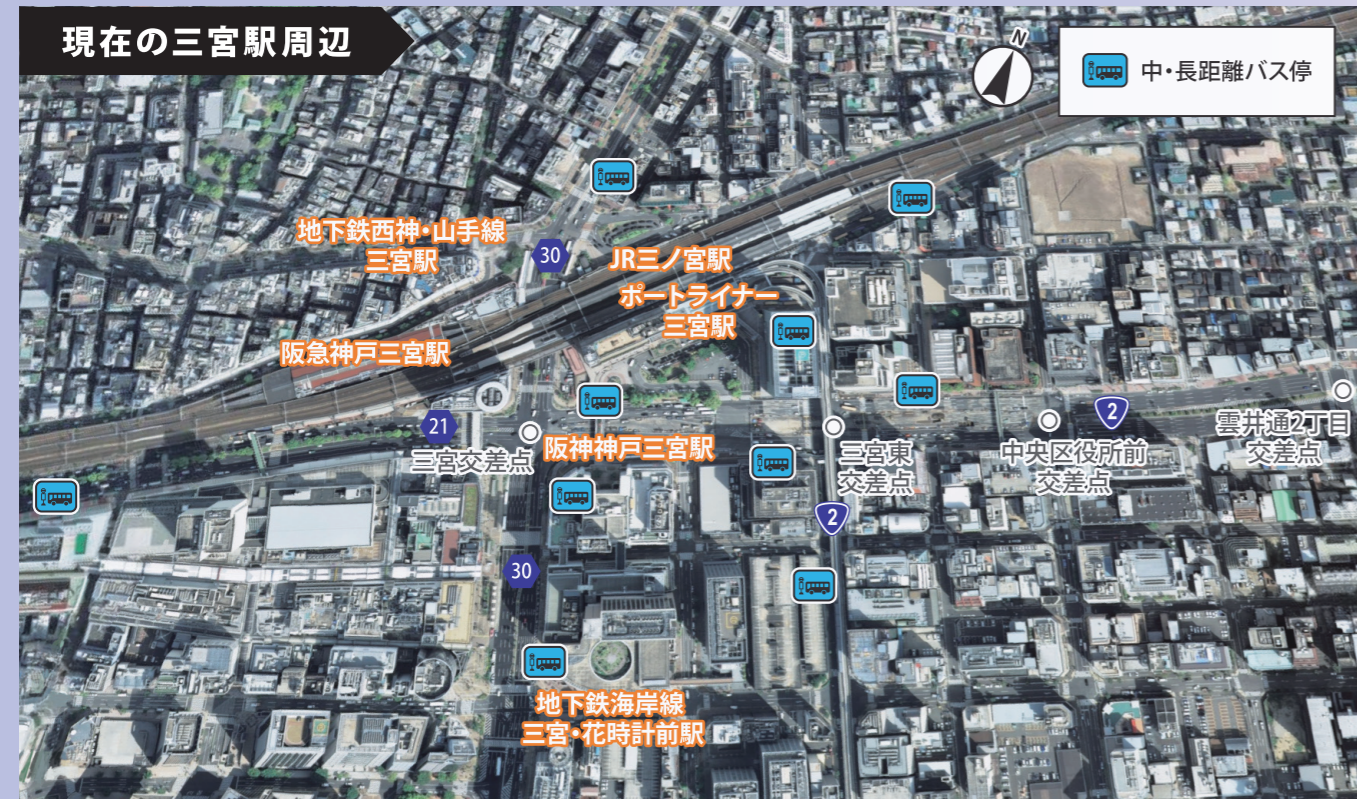 現在の三宮駅周辺
N
中・長距離バス停
地下鉄西神・山手線
三宮駅
30
JR三ノ宮駅
ポートライナー
三宮駅
阪急神戸三宮駅
21
三宮交差点
阪神神戸三宮駅
三宮東
交差点
中央区役所前
交差点
2
雲井通2丁目
交差点
2
30
地下鉄海岸線
三宮・花時計前駅